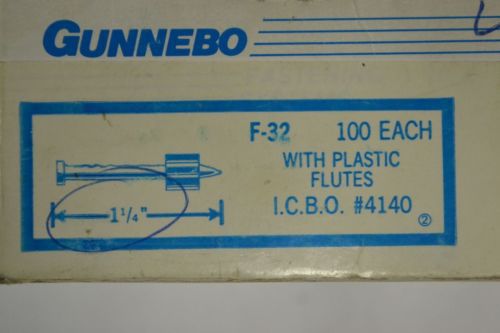 GUNNEBO
F-32 100 EACH
WITH PLASTIC
FLUTES
1 1/4"
I.C.B.O. #4140
②